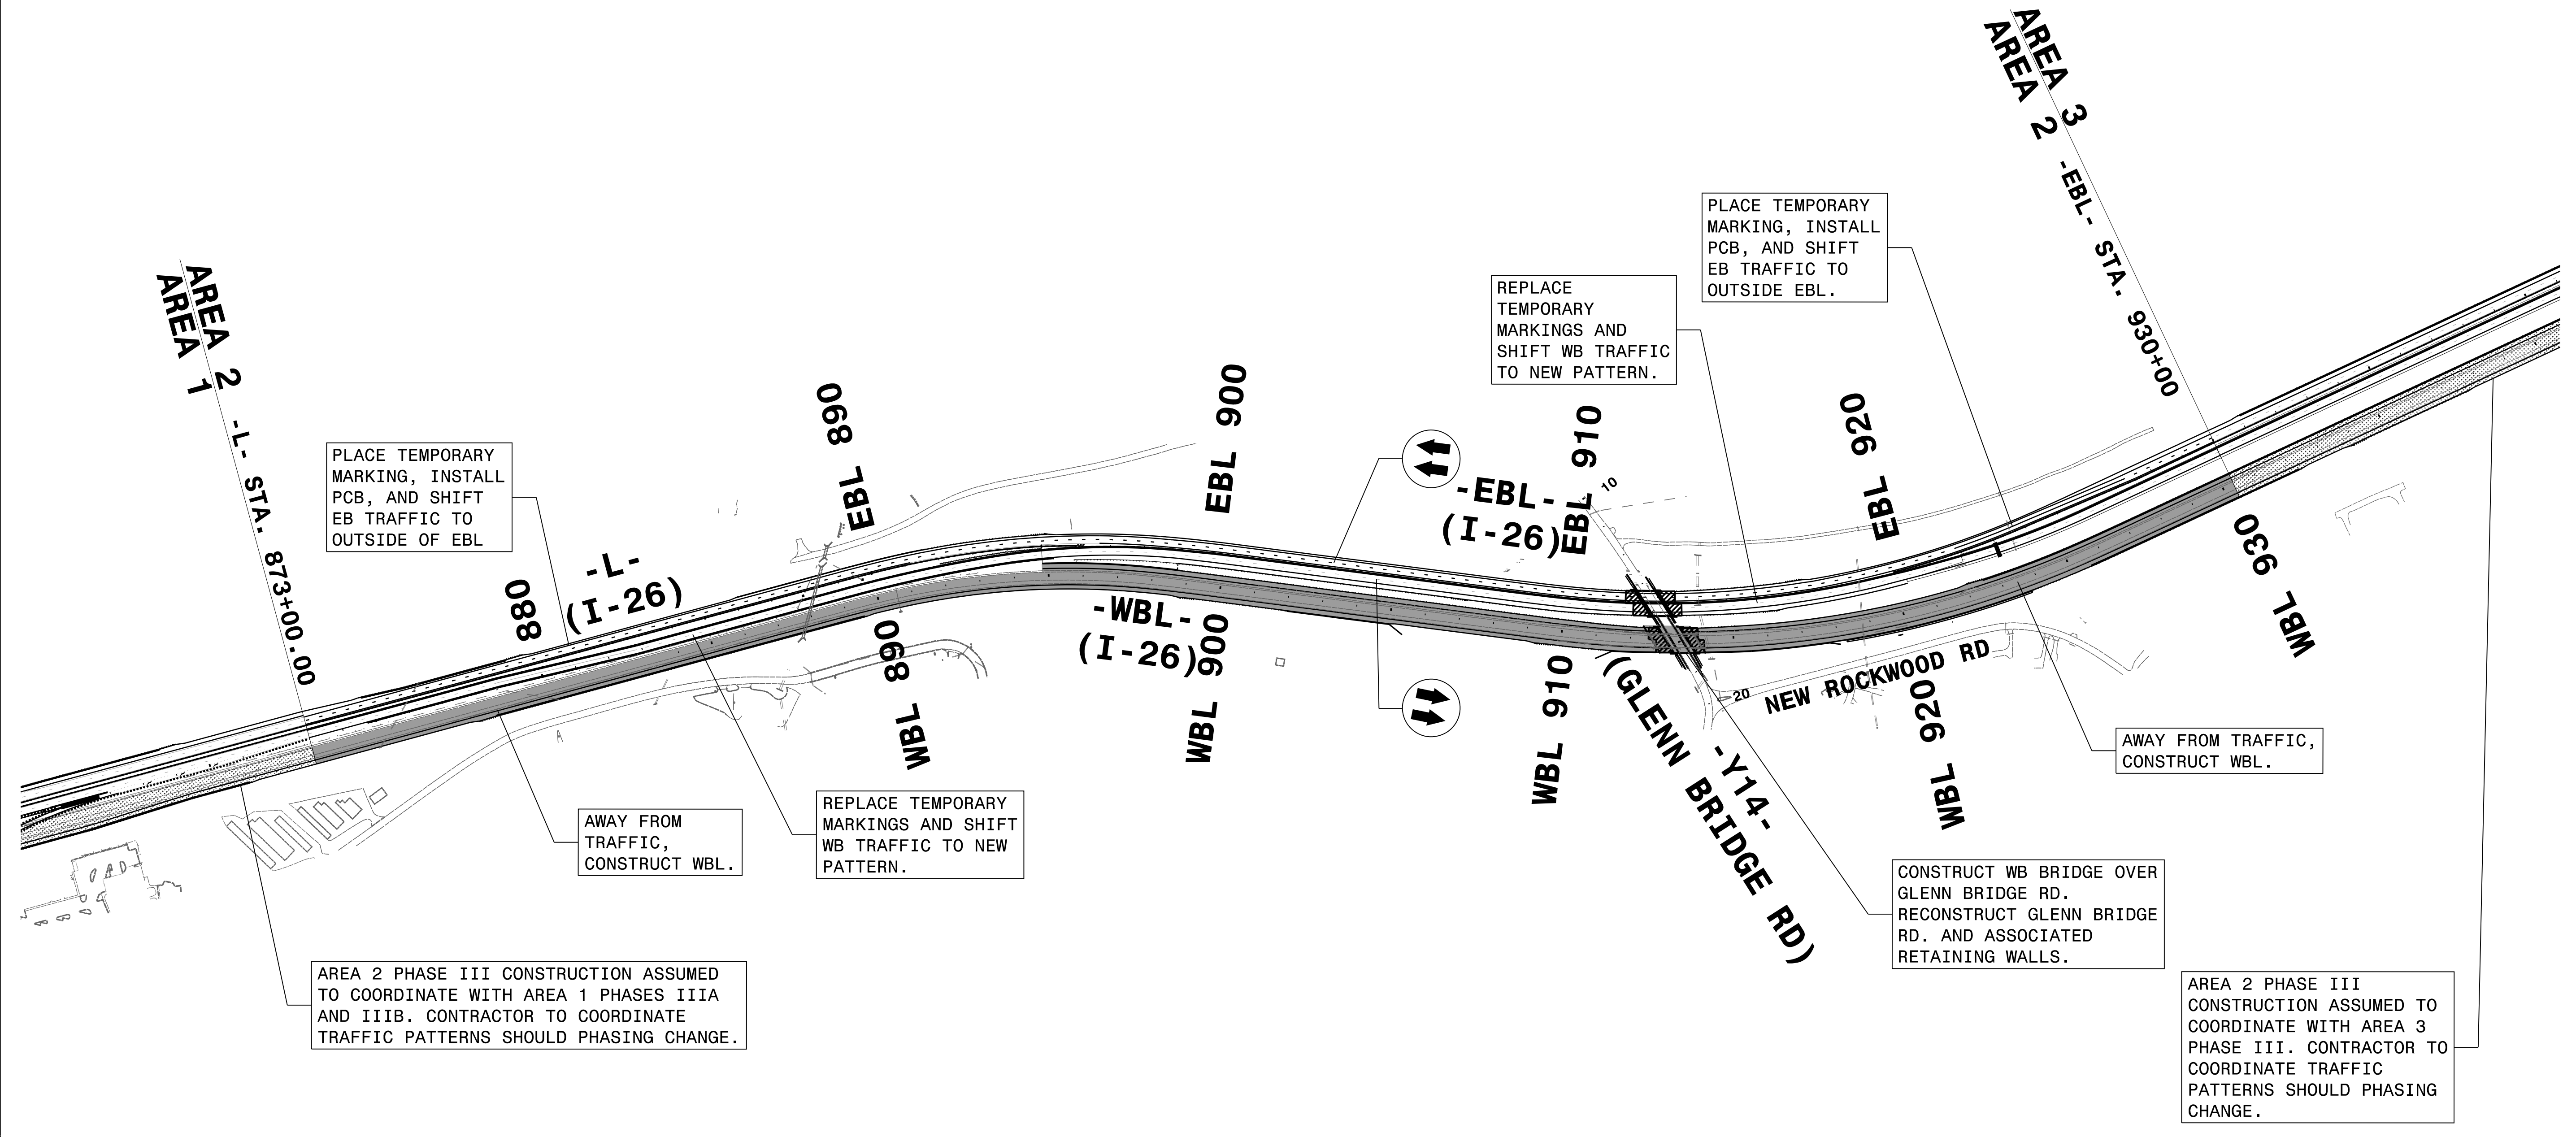 AREA 2
AREA 1
-L- STA. 873+00.00
PLACE TEMPORARY
MARKING, INSTALL
PCB, AND SHIFT
EB TRAFFIC TO
OUTSIDE OF EBL
880
-L-
(I-26)
EBL 890
WBL 890
EBL 900
-WBL-
(I-26)
WBL 900
-EBL-
(I-26)
EBL 910
WBL 910
10
20
REPLACE
TEMPORARY
MARKINGS AND
SHIFT WB TRAFFIC
TO NEW PATTERN.
PLACE TEMPORARY
MARKING, INSTALL
PCB, AND SHIFT
EB TRAFFIC TO
OUTSIDE EBL.
EBL 920
WBL 920
AREA 3
AREA 2
-EBL- STA. 930+00
WBL 930
NEW ROCKWOOD RD
-Y14-
(GLENN BRIDGE RD)
AWAY FROM TRAFFIC,
CONSTRUCT WBL.
AWAY FROM
TRAFFIC,
CONSTRUCT WBL.
REPLACE TEMPORARY
MARKINGS AND SHIFT
WB TRAFFIC TO NEW
PATTERN.
CONSTRUCT WB BRIDGE OVER
GLENN BRIDGE RD.
RECONSTRUCT GLENN BRIDGE
RD. AND ASSOCIATED
RETAINING WALLS.
AREA 2 PHASE III CONSTRUCTION ASSUMED
TO COORDINATE WITH AREA 1 PHASES IIIA
AND IIIB. CONTRACTOR TO COORDINATE
TRAFFIC PATTERNS SHOULD PHASING CHANGE.
AREA 2 PHASE III
CONSTRUCTION ASSUMED TO
COORDINATE WITH AREA 3
PHASE III. CONTRACTOR TO
COORDINATE TRAFFIC
PATTERNS SHOULD PHASING
CHANGE.